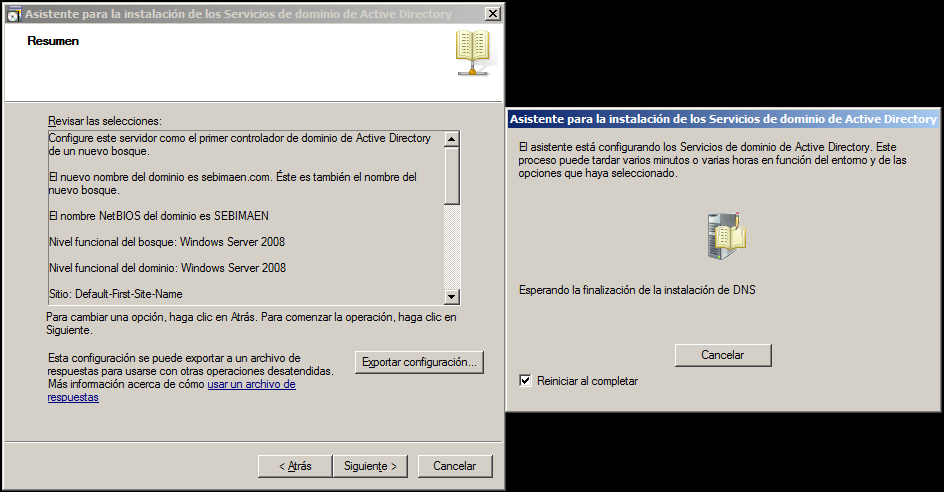 Asistente para la instalación de los Servicios de dominio de Active Directory
Resumen
Revisar las selecciones:
Configure este servidor como el primer controlador de dominio de Active Directory
de un nuevo bosque.
El nuevo nombre del dominio es sebimaen.com. Éste es también el nombre del
nuevo bosque.
El nombre NetBIOS del dominio es SEBIMAEN
Nivel funcional del bosque: Windows Server 2008
Nivel funcional del dominio: Windows Server 2008
Sitio: Default-First-Site-Name
Para cambiar una opción, haga clic en Atrás. Para comenzar la operación, haga clic en
Siguiente.
Esta configuración se puede exportar a un archivo de
respuestas para usarse con otras operaciones desatendidas.
Más información acerca de cómo usar un archivo de
respuestas
Exportar configuración...
< Atrás
Siguiente >
Cancelar
Asistente para la instalación de los Servicios de dominio de Active Directory
El asistente está configurando los Servicios de dominio de Active Directory. Este
proceso puede tardar varios minutos o varias horas en función del entorno y de las
opciones que haya seleccionado.
Esperando la finalización de la instalación de DNS
Cancelar
Reiniciar al completar